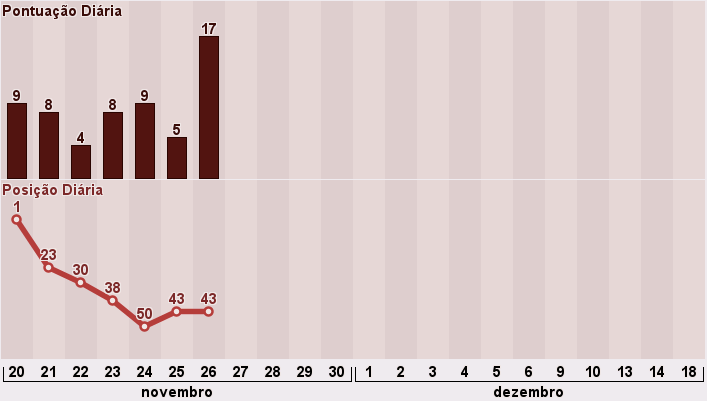 Pontuação Diária
9 8 4 8 9 5 17
Posição Diária
1 23 30 38 50 43 43
20 21 22 23 24 25 26 27 28 29 30 1 2 3 4 5 6 9 10 13 14 18
novembro dezembro